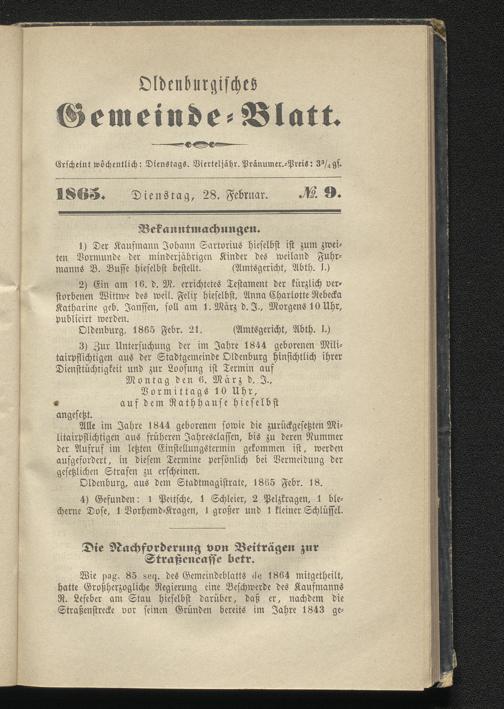 Oldenburgisches
Gemeinde-Blatt.
Erscheint wöchentlich: Dienstags. Vierteljähr. Pränumer.-Preis: 3¾ gs.
1865. Dienstag, 28. Februar. № 9.
Bekanntmachungen.
1) Der Kaufmann Johann Sartorius hieselbst ist zum zwei-
ten Vormunde der minderjährigen Kinder des weiland Fuhr-
manns B. Busse hieselbst bestellt. (Amtsgericht, Abth. I.)
2) Ein am 16. d. M. errichtetes Testament der kürzlich ver-
storbenen Wittwe des weil. Felix hieselbst, Anna Charlotte Rebecka
Katharine geb. Janssen, soll am 1. März d. J., Morgens 10 Uhr,
publicirt werden.
Oldenburg, 1865 Febr. 21. (Amtsgericht, Abth. I.)
3) Zur Untersuchung der im Jahre 1844 geborenen Mili-
tairpflichtigen aus der Stadtgemeinde Oldenburg hinsichtlich ihrer
Diensttüchtigkeit und zur Loosung ist Termin auf
Montag den 6. März d. J.,
Vormittags 10 Uhr,
auf dem Rathhause hieselbst
angesetzt.
Alle im Jahre 1844 geborenen sowie die zurückgesetzten Mi-
litairpflichtigen aus früheren Jahresclassen, bis zu deren Nummer
der Aufruf im letzten Einstellungstermin gekommen ist, werden
aufgefordert, in diesem Termine persönlich bei Vermeidung der
gesetzlichen Strafen zu erscheinen.
Oldenburg, aus dem Stadtmagistrate, 1865 Febr. 18.
4) Gefunden: 1 Peitsche, 1 Schleier, 2 Pelzkragen, 1 ble-
cherne Dose, 1 Vorhemd-Kragen, 1 großer und 1 kleiner Schlüssel.
Die Nachforderung von Beiträgen zur
Straßencasse betr.
Wie pag. 85 seq. des Gemeindeblatts de 1864 mitgetheilt,
hatte Großherzogliche Regierung eine Beschwerde des Kaufmanns
R. Lefeber am Stau hieselbst darüber, daß er, nachdem die
Straßenstrecke vor seinen Gründen bereits im Jahre 1843 ge-